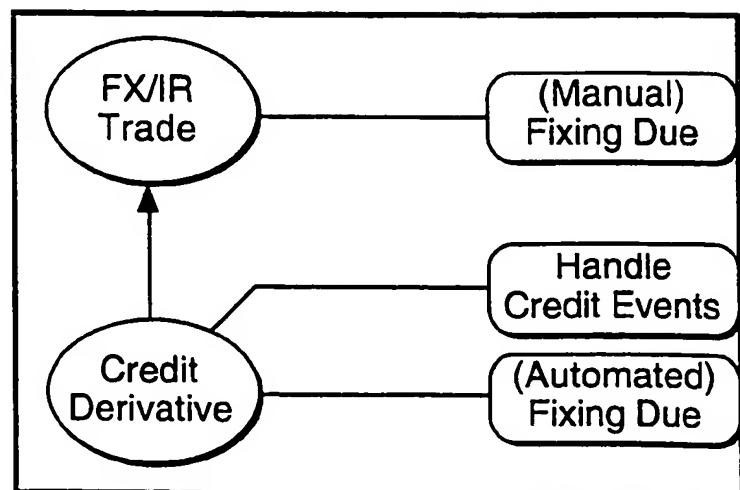 FX/IR
Trade
(Manual)
Fixing Due
Handle
Credit Events
Credit
Derivative
(Automated)
Fixing Due